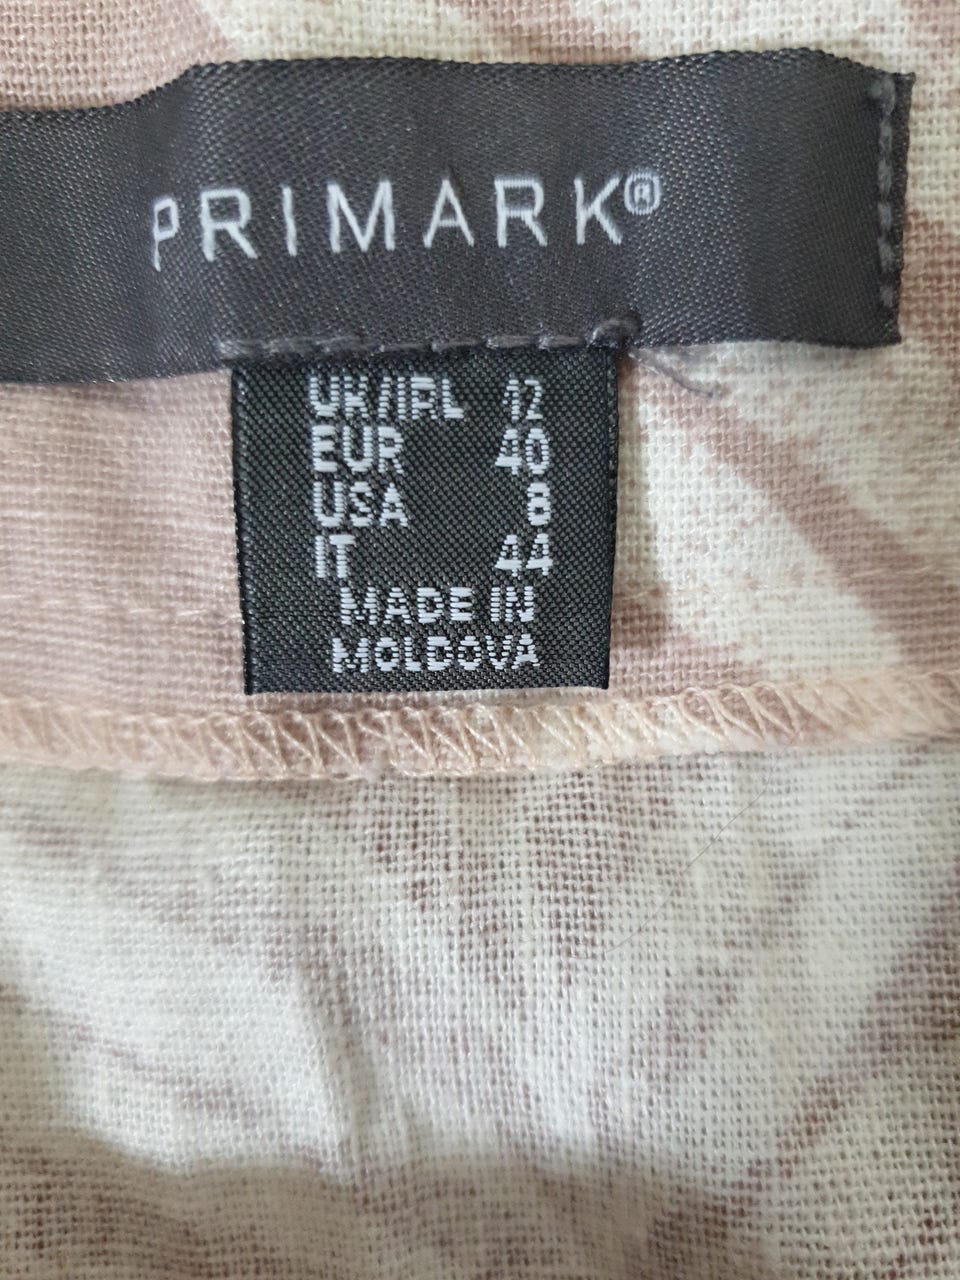 PRIMARK®
UK/IRL 12
EUR 40
USA 8
IT 44
MADE IN
MOLDOVA